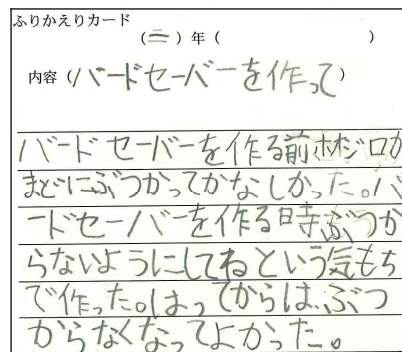 ふりかえりカード
（三）年（　　　　　）
内容（バードセーバーを作って）
バードセーバーを作る前ホオジロが
まどにぶつかってかなしかった。バ
ードセーバーを作る時ぶつか
らないようにしてねという気もち
で作った。はってからは、ぶつ
からなくなってよかった。